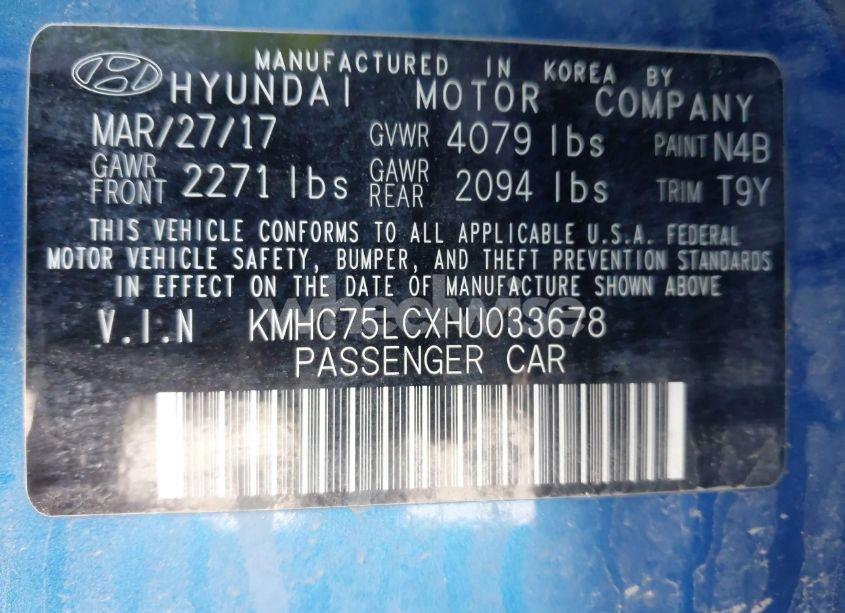 MANUFACTURED IN KOREA BY
HYUNDAI MOTOR COMPANY
MAR/27/17 GVWR 4079 lbs PAINT N4B
GAWR FRONT 2271 lbs GAWR REAR 2094 lbs TRIM T9Y
THIS VEHICLE CONFORMS TO ALL APPLICABLE U.S.A. FEDERAL
MOTOR VEHICLE SAFETY, BUMPER, AND THEFT PREVENTION STANDARDS
IN EFFECT ON THE DATE OF MANUFACTURE SHOWN ABOVE
V.I.N KMHC75LCXHU033678
PASSENGER CAR